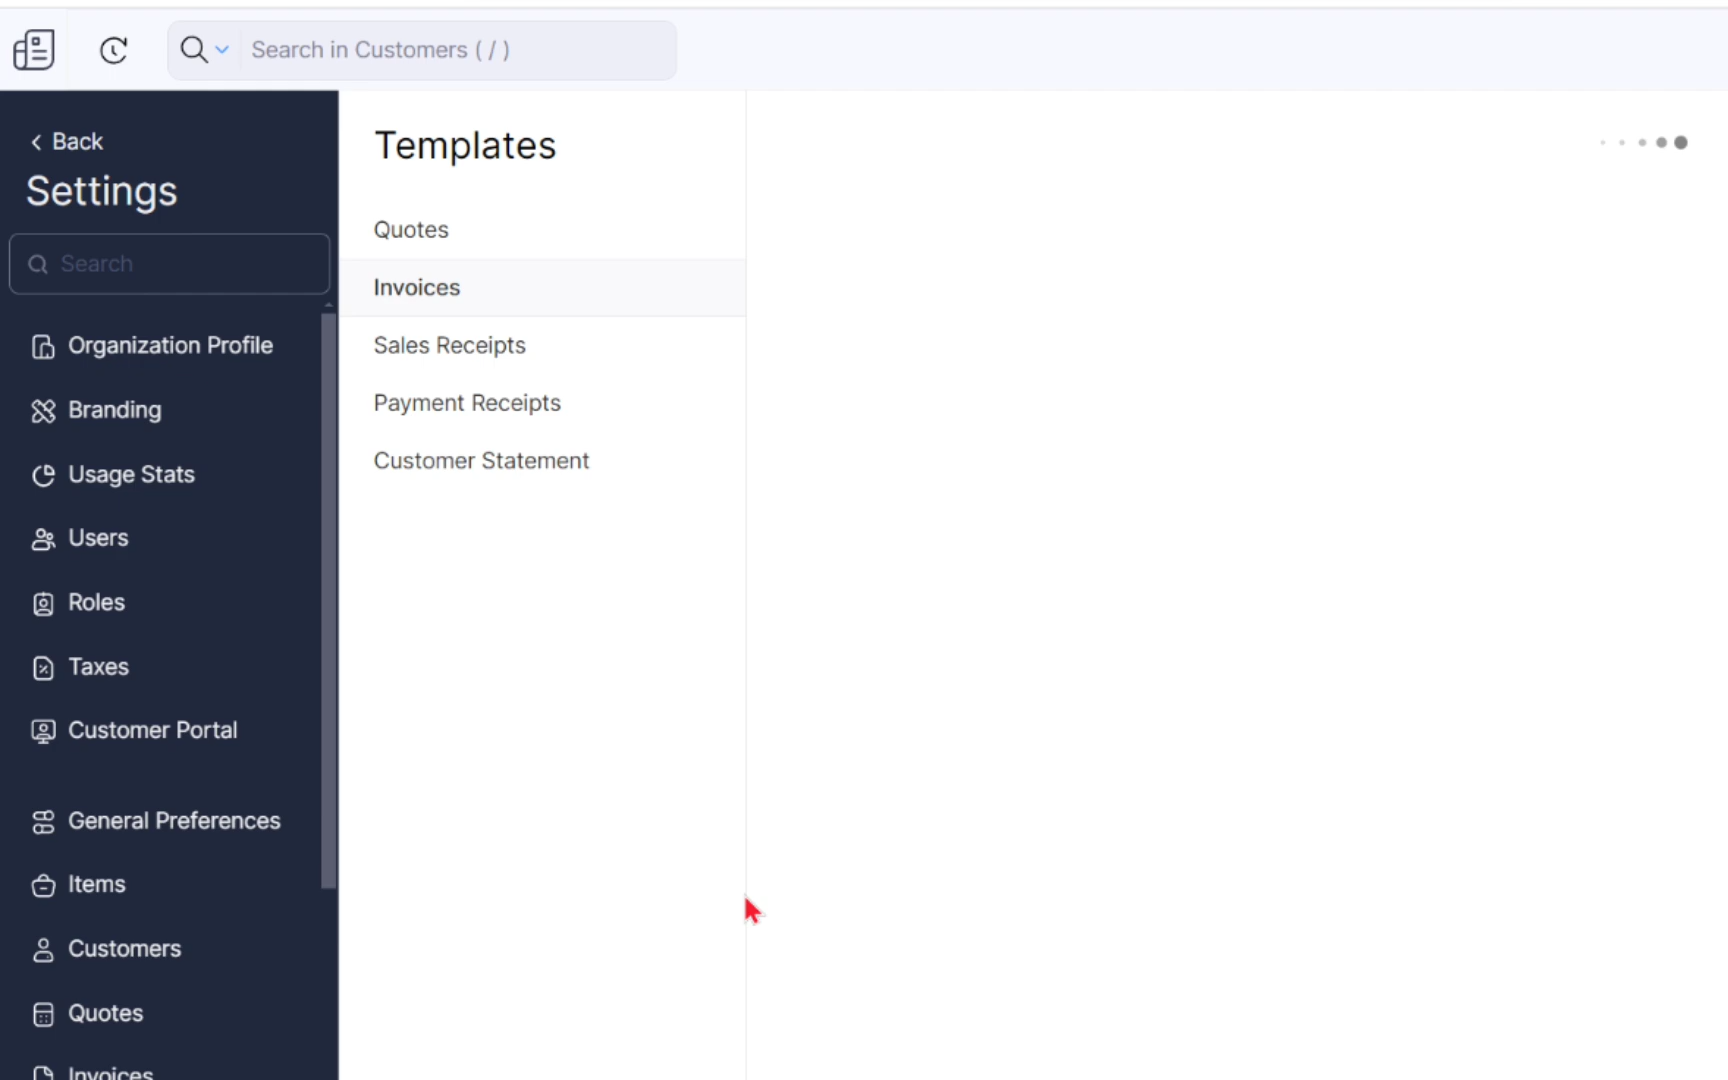 Search in Customers ( / )
Back
Settings
Search
Organization Profile
Branding
Usage Stats
Users
Roles
Taxes
Customer Portal
General Preferences
Items
Customers
Quotes
Invoices
Templates
Quotes
Invoices
Sales Receipts
Payment Receipts
Customer Statement